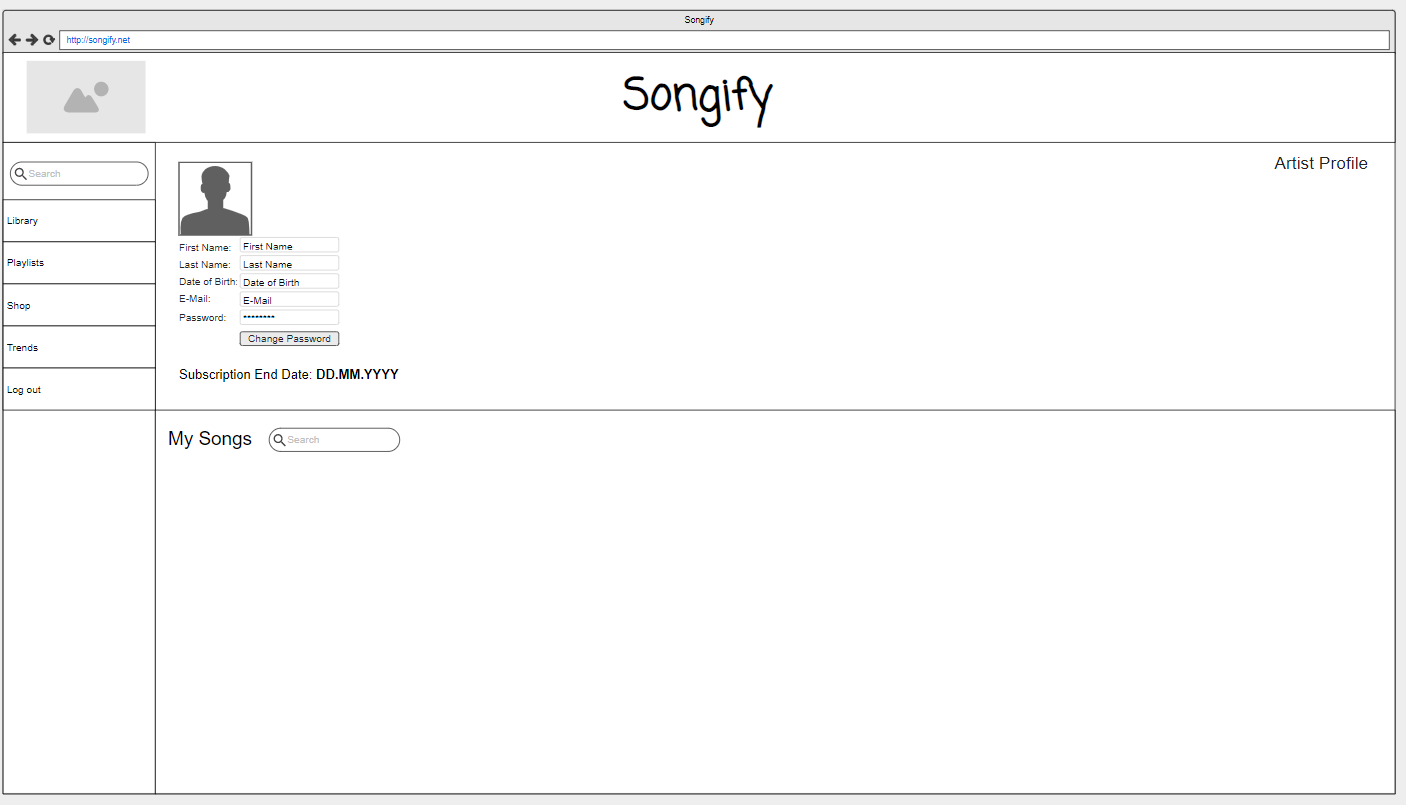 Songify
http://songify.net
Songify
Search
Library
Playlists
Shop
Trends
Log out
Artist Profile
First Name: First Name
Last Name: Last Name
Date of Birth: Date of Birth
E-Mail: E-Mail
Password: ********
Change Password
Subscription End Date: DD.MM.YYYY
My Songs Search